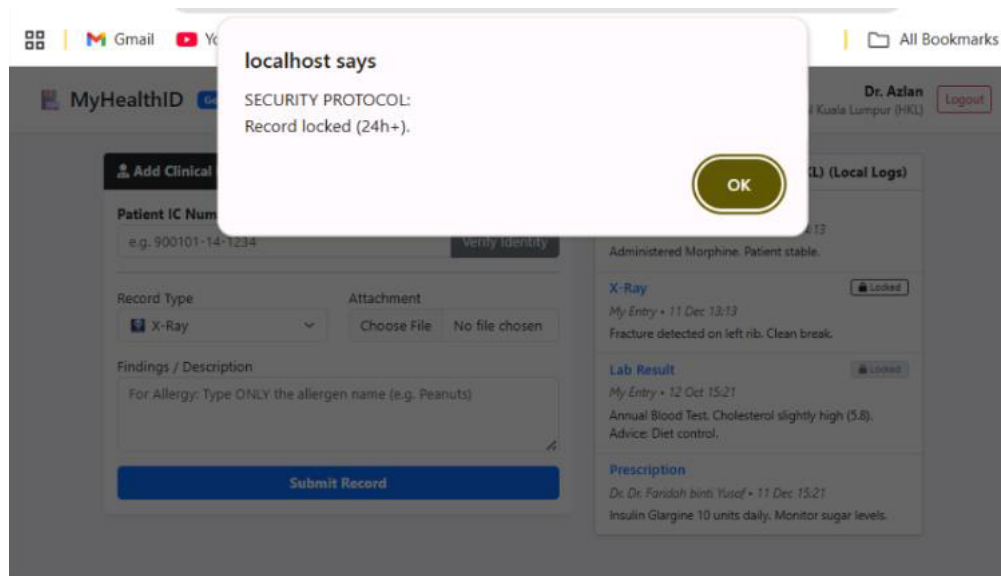 Gmail
All Bookmarks
localhost says
SECURITY PROTOCOL:
Record locked (24h+).
OK
MyHealthID
Dr. Azlan
Kuala Lumpur (HKL)
Logout
Add Clinical
Patient IC Num
e.g. 900101-14-1234
Verify Identity
Record Type
Attachment
X-Ray
Choose File No file chosen
Findings / Description
For Allergy: Type ONLY the allergen name (e.g. Peanuts)
Submit Record
(Local Logs)
Administered Morphine. Patient stable.
X-Ray
Locked
My Entry • 11 Dec 13:13
Fracture detected on left rib. Clean break.
Lab Result
Locked
My Entry • 12 Oct 15:21
Annual Blood Test. Cholesterol slightly high (5.8).
Advice: Diet control.
Prescription
Dr. Dr. Faridah binti Yusof • 11 Dec 15:21
Insulin Glargine 10 units daily. Monitor sugar levels.